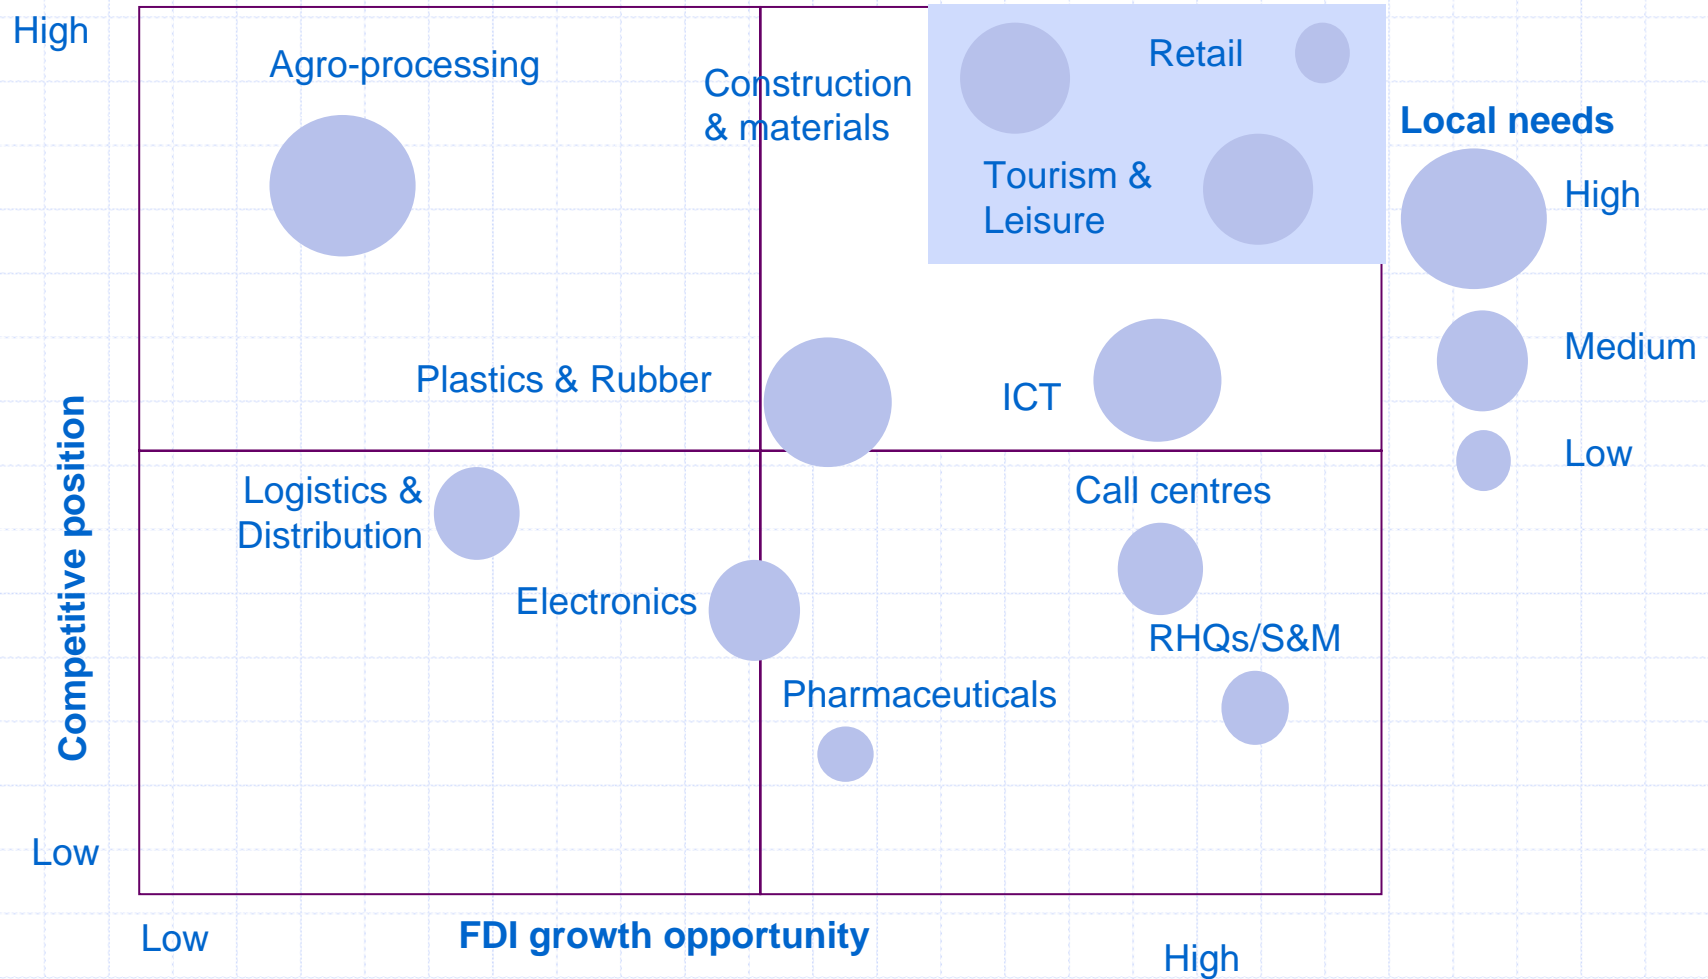 High
Agro-processing
Construction
& materials
Retail
Local needs
Tourism &
Leisure
High
Medium
Plastics & Rubber
ICT
Low
Competitive position
Logistics &
Distribution
Call centres
Electronics
RHQs/S&M
Pharmaceuticals
Low
Low
FDI growth opportunity
High